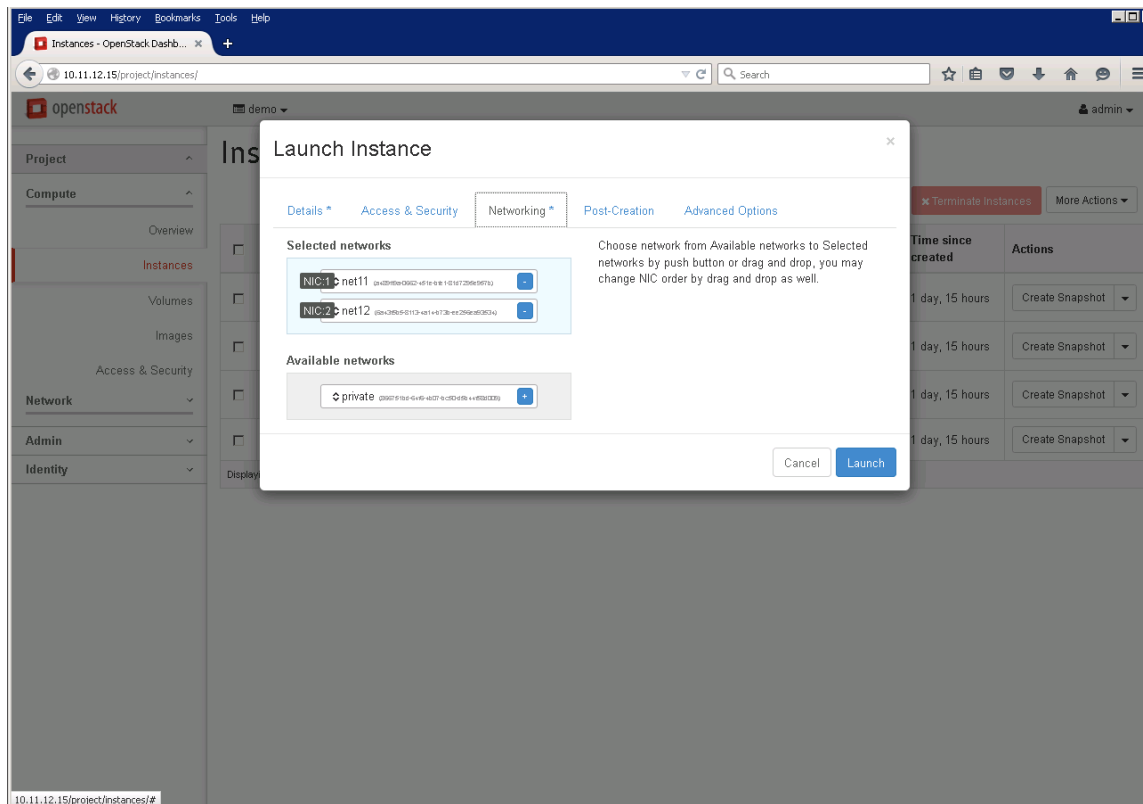 File Edit View History Bookmarks Tools Help
Instances - OpenStack Dashb... × +
10.11.12.15/project/instances/ Search
openstack demo admin
Launch Instance ×
Ins
Project
Compute
Overview
Instances
Volumes
Images
Access & Security
Network
Admin
Identity
Details * Access & Security Networking * Post-Creation Advanced Options
Selected networks
NIC:1 net11 -
NIC:2 net12 -
Available networks
private +
Choose network from Available networks to Selected
networks by push button or drag and drop, you may
change NIC order by drag and drop as well.
Cancel Launch
× Terminate Instances More Actions
Time since
created Actions
1 day, 15 hours Create Snapshot
1 day, 15 hours Create Snapshot
1 day, 15 hours Create Snapshot
1 day, 15 hours Create Snapshot
Display
10.11.12.15/project/instances/#